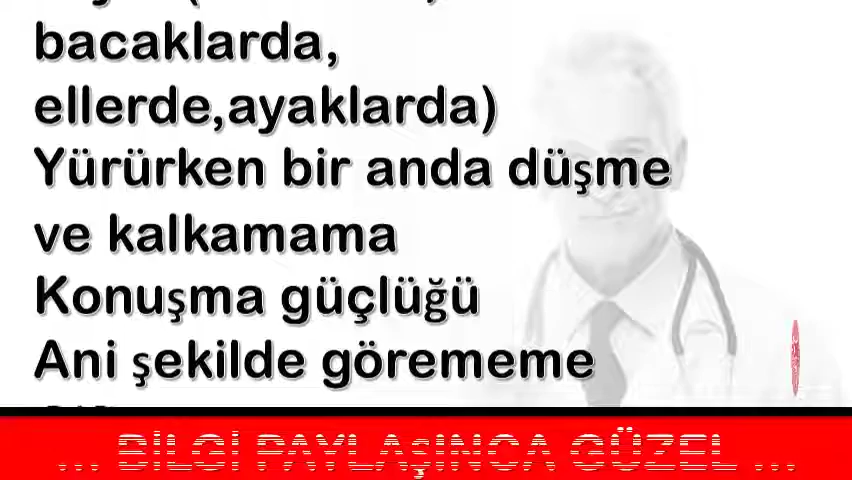 bacaklarda,
ellerde,ayaklarda)
Yürürken bir anda düşme
ve kalkamama
Konuşma güçlüğü
Ani şekilde görememe
... BİLGİ PAYLAŞINCA GÜZEL ...